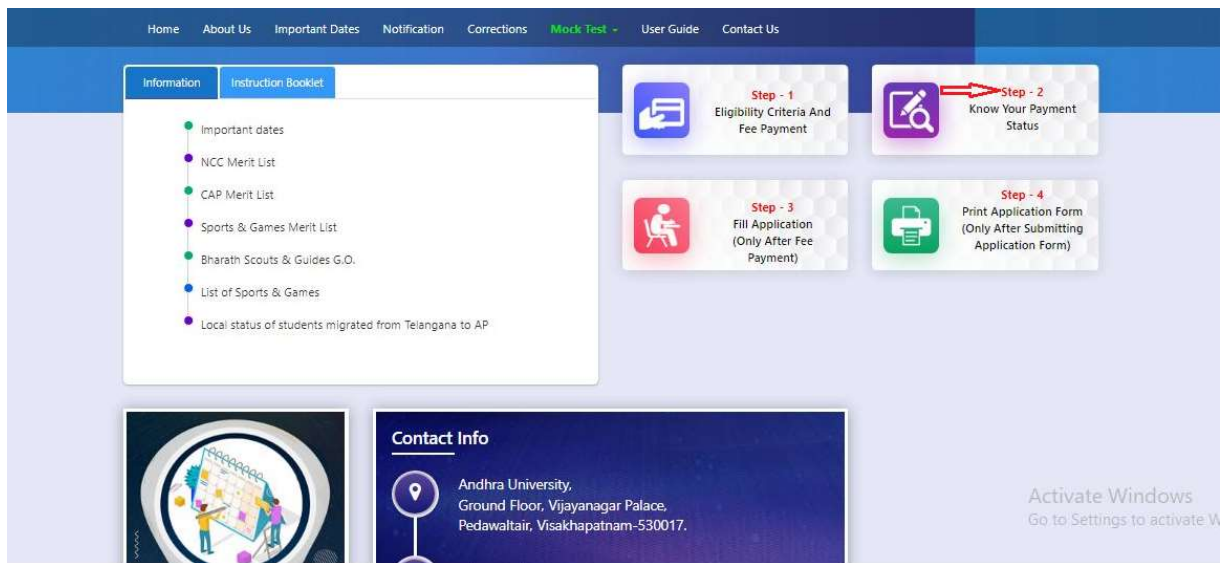 Home About Us Important Dates Notification Corrections Mock Test User Guide Contact Us
Information Instruction Booklet
Important dates
NCC Merit List
CAP Merit List
Sports & Games Merit List
Bharath Scouts & Guides G.O.
List of Sports & Games
Local status of students migrated from Telangana to AP
Step - 1
Eligibility Criteria And
Fee Payment
Step - 2
Know Your Payment
Status
Step - 3
Fill Application
(Only After Fee
Payment)
Step - 4
Print Application Form
(Only After Submitting
Application Form)
Contact Info
Andhra University,
Ground Floor, Vijayanagar Palace,
Pedawaltair, Visakhapatnam-530017.
Activate Windows
Go to Settings to activate W